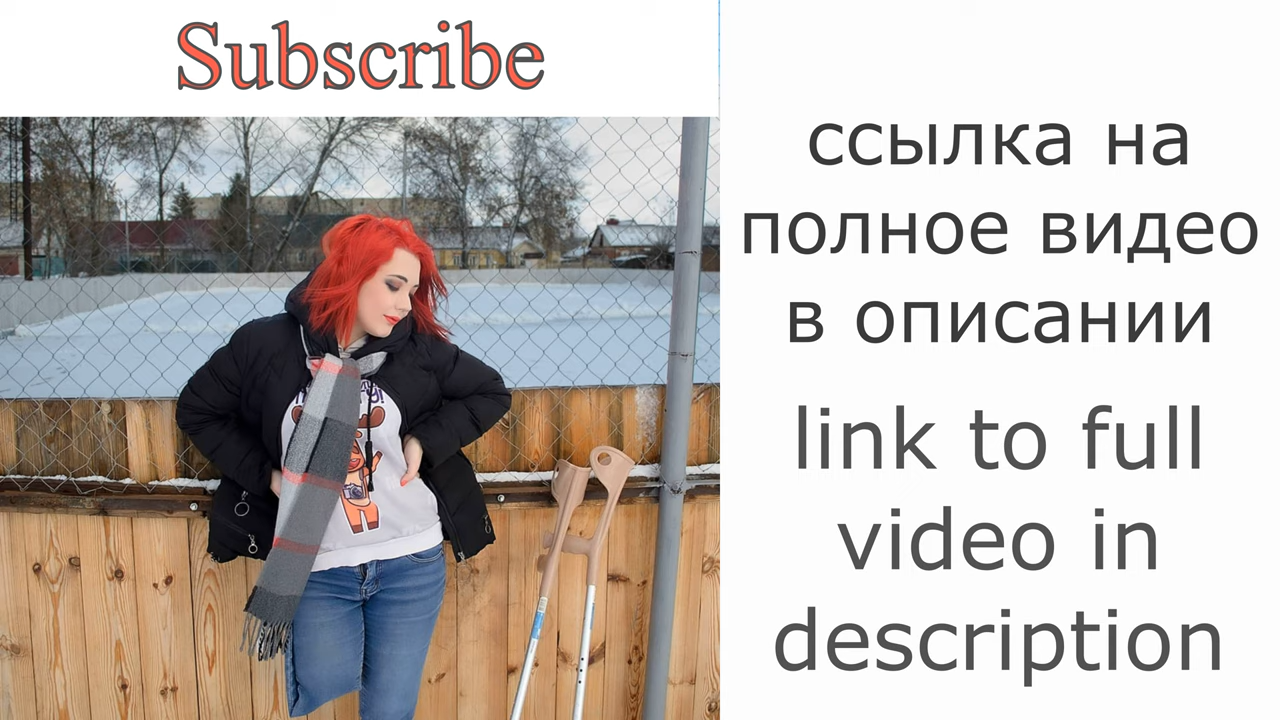 Subscribe
ссылка на
полное видео
в описании
link to full
video in
description